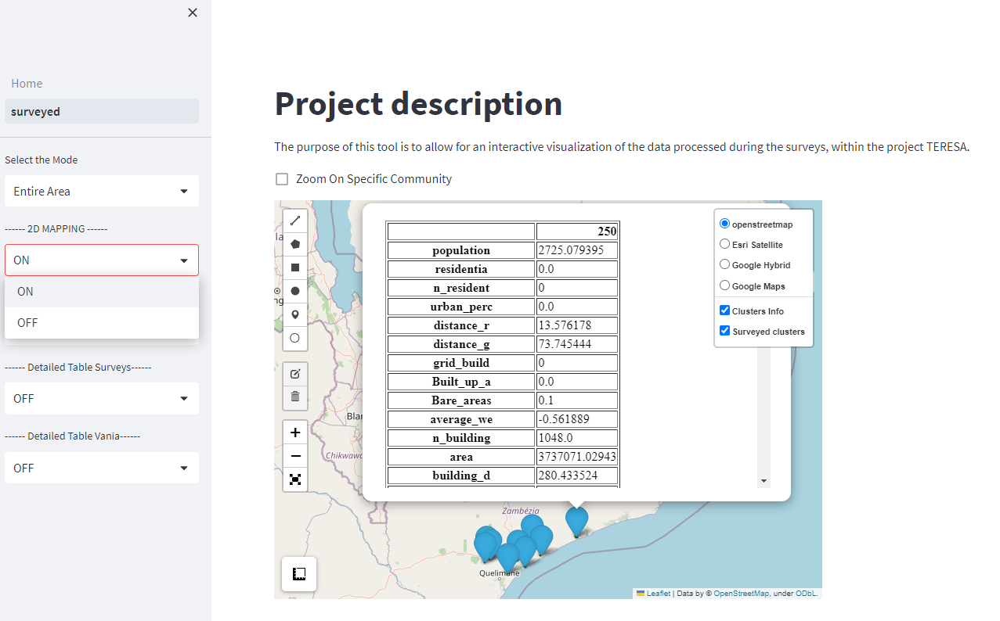 Home
surveyed
Select the Mode
Entire Area
------ 2D MAPPING ------
ON
ON
OFF
------ Detailed Table Surveys------
OFF
------ Detailed Table Vania------
OFF
Project description
The purpose of this tool is to allow for an interactive visualization of the data processed during the surveys, within the project TERESA.
Zoom On Specific Community
250
population 2725.079395
residentia 0.0
n_resident 0
urban_perc 0.0
distance_r 13.576178
distance_g 73.745444
grid_build 0
Built_up_a 0.0
Bare_areas 0.1
average_we -0.561889
n_building 1048.0
area 3737071.02943
building_d 280.433524
openstreetmap
Esri Satellite
Google Hybrid
Google Maps
Clusters Info
Surveyed clusters
la
ng
Blan
Chikwawa
+
−
Zambézia
Quelimane
Leaflet | Data by © OpenStreetMap, under ODbL.